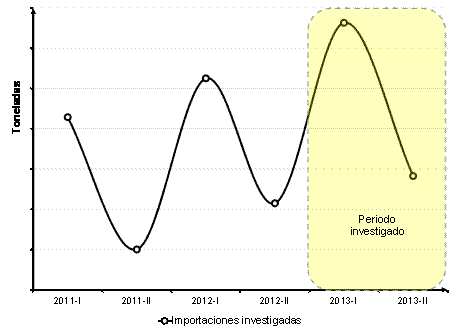 Toneladas
Periodo
investigado
2011-I 2011-II 2012-I 2012-II 2013-I 2013-II
Importaciones investigadas